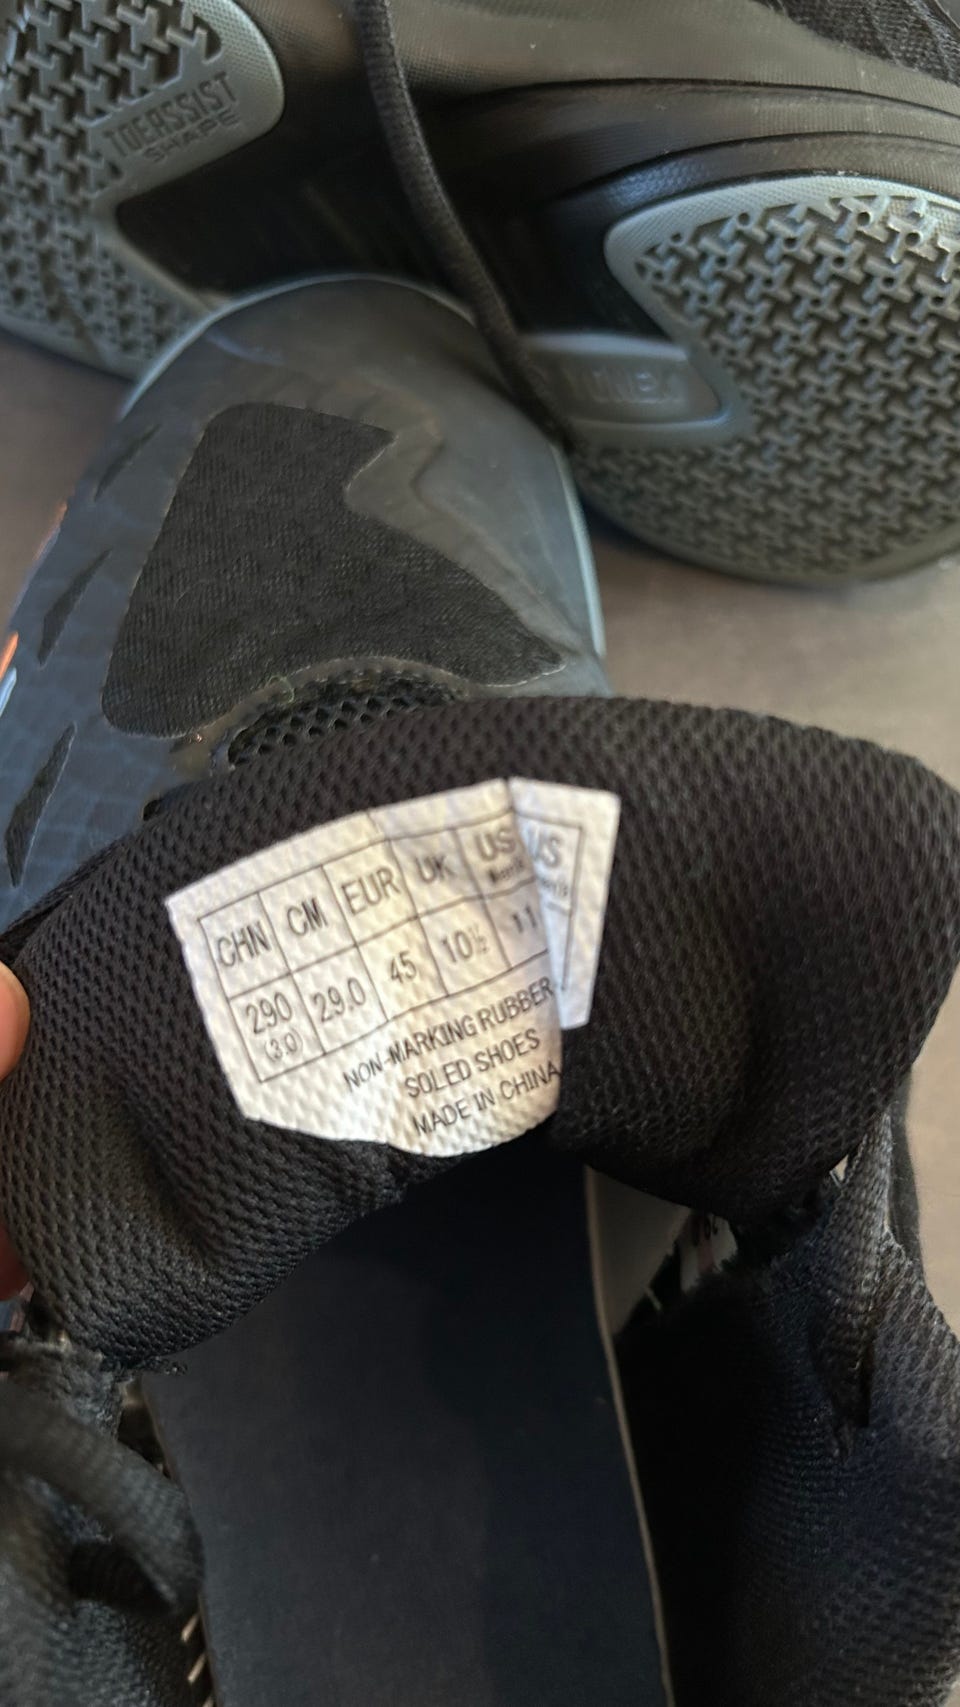 TOEASSIST
SHAPE
CHN CM EUR UK US US
290 29.0 45 10½ 11
(3.0)
NON-MARKING RUBBER
SOLED SHOES
MADE IN CHINA